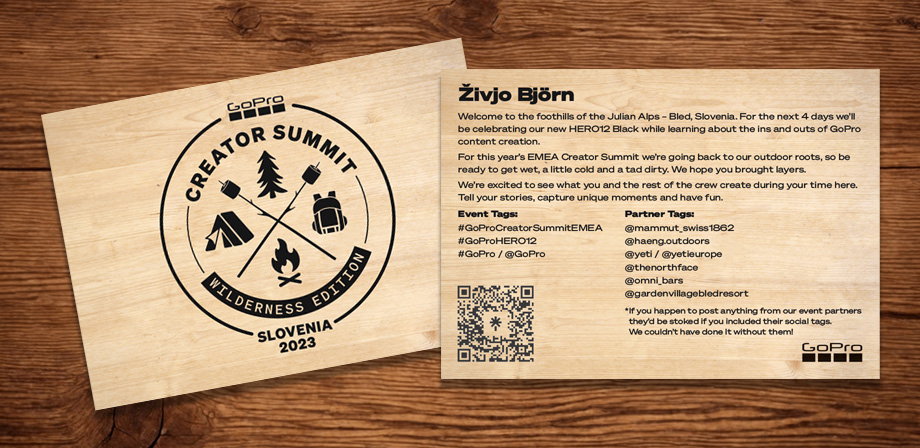 GoPro
CREATOR SUMMIT
WILDERNESS EDITION
SLOVENIA
2023
Živjo Björn
Welcome to the foothills of the Julian Alps – Bled, Slovenia. For the next 4 days we'll
be celebrating our new HERO12 Black while learning about the ins and outs of GoPro
content creation.
For this year's EMEA Creator Summit we're going back to our outdoor roots, so be
ready to get wet, a little cold and a tad dirty. We hope you brought layers.
We're excited to see what you and the rest of the crew create during your time here.
Tell your stories, capture unique moments and have fun.
Event Tags:
#GoProCreatorSummitEMEA
#GoProHERO12
#GoPro / @GoPro
Partner Tags:
@mammut_swiss1862
@haeng.outdoors
@yeti / @yetieurope
@thenorthface
@omni_bars
@gardenvillagebledresort
*If you happen to post anything from our event partners
they'd be stoked if you included their social tags.
We couldn't have done it without them!
GoPro